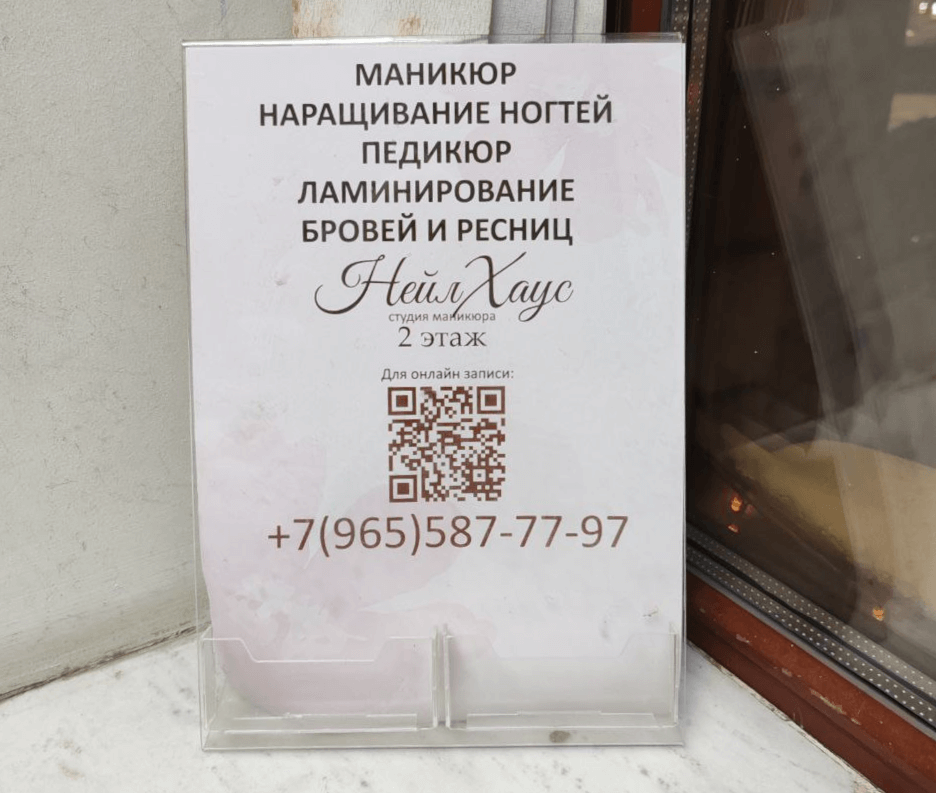 МАНИКЮР
НАРАЩИВАНИЕ НОГТЕЙ
ПЕДИКЮР
ЛАМИНИРОВАНИЕ
БРОВЕЙ И РЕСНИЦ
НейлХаус
студия маникюра
2 этаж
Для онлайн записи:
+7(965)587-77-97